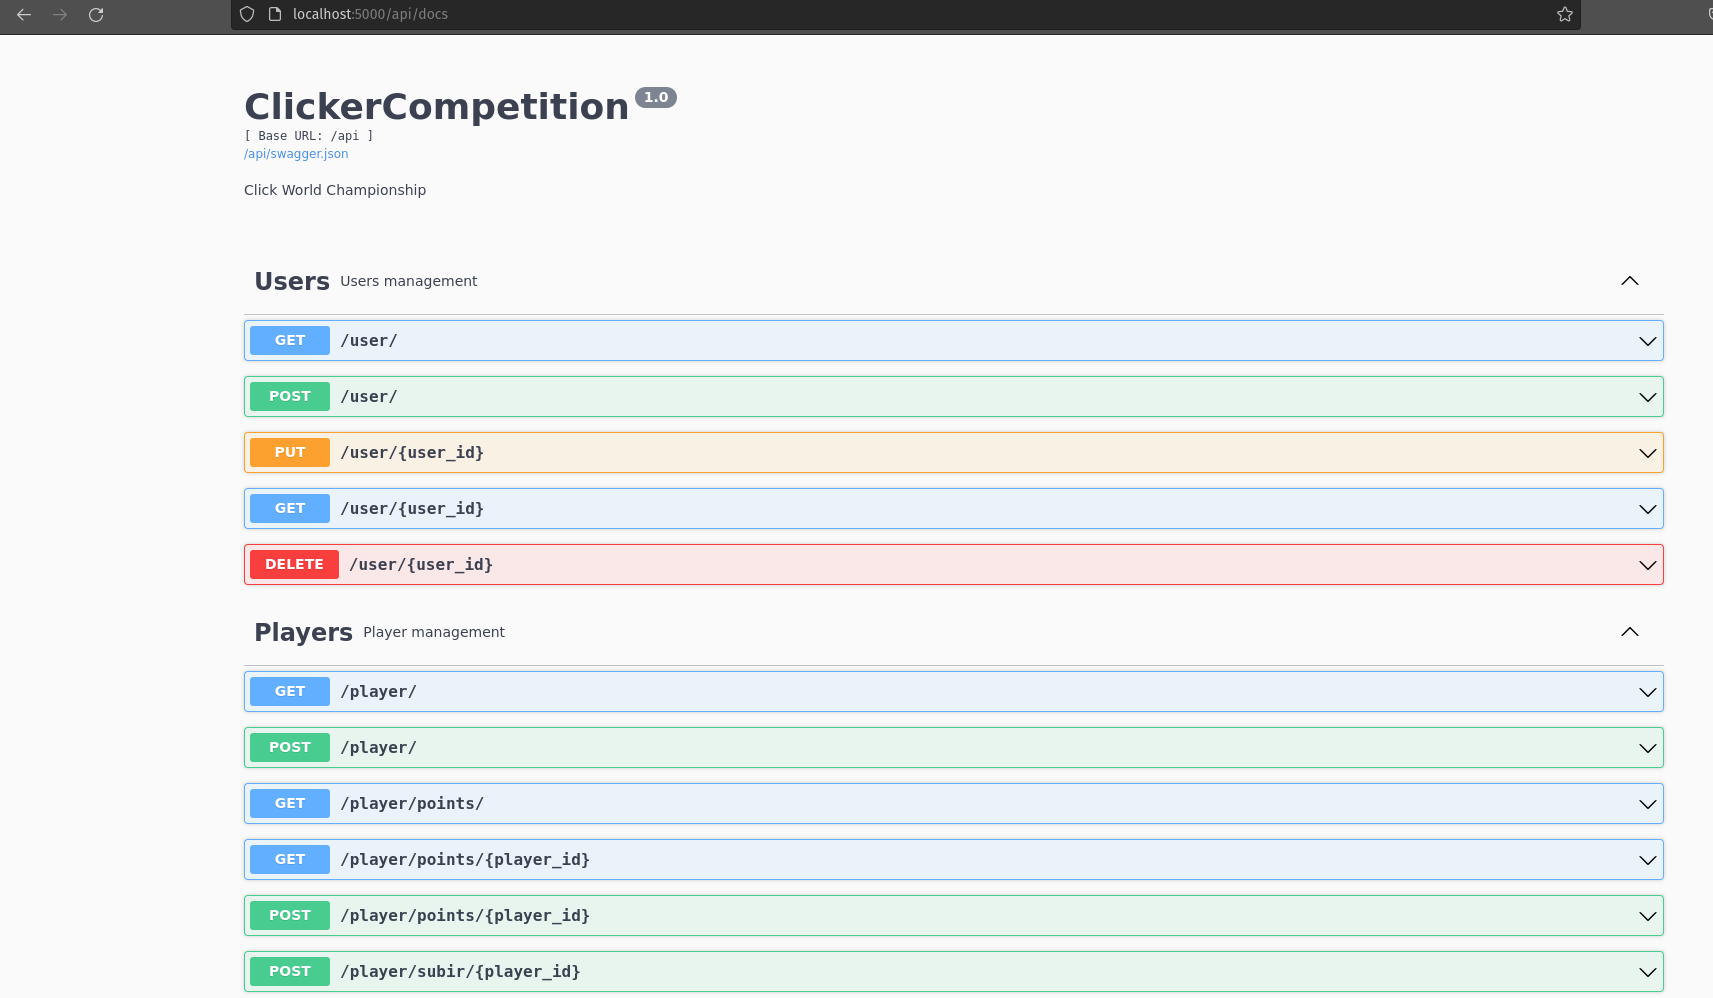 localhost:5000/api/docs
ClickerCompetition 1.0
[ Base URL: /api ]
/api/swagger.json
Click World Championship
Users Users management
GET /user/
POST /user/
PUT /user/{user_id}
GET /user/{user_id}
DELETE /user/{user_id}
Players Player management
GET /player/
POST /player/
GET /player/points/
GET /player/points/{player_id}
POST /player/points/{player_id}
POST /player/subir/{player_id}